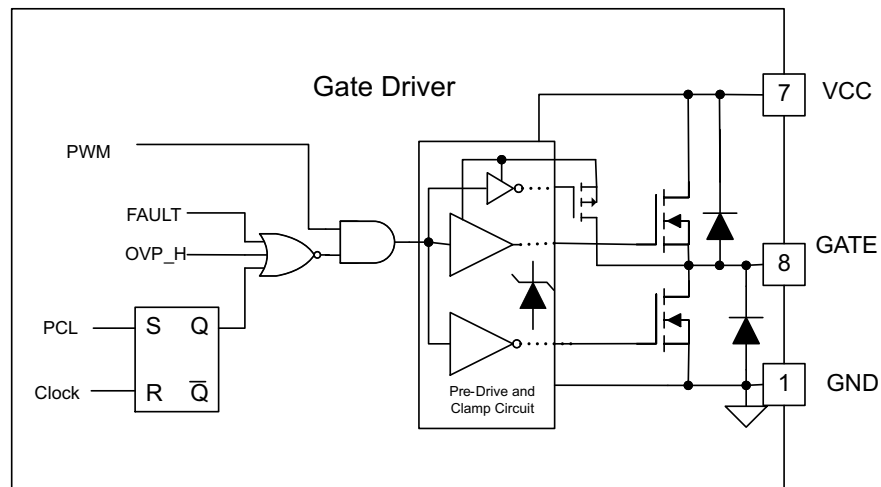 Gate Driver
7
VCC
PWM
FAULT
OVP_H
8
GATE
PCL
S
Q
Clock
R
Q̅
Pre-Drive and
Clamp Circuit
1
GND